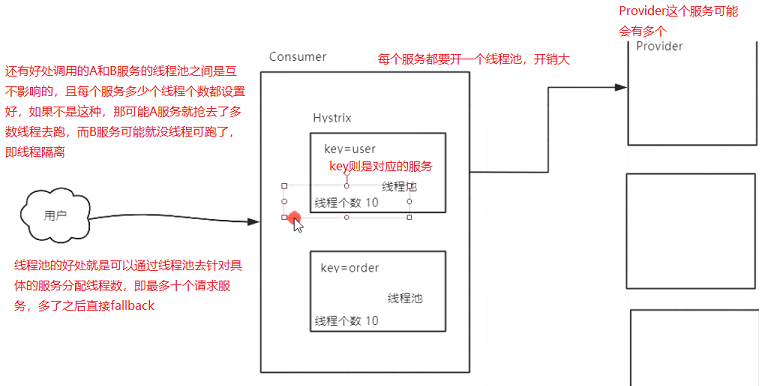 Provider这个服务可能
会有多个
Provider
Consumer
每个服务都要开一个线程池，开销大
还有好处调用的A和B服务的线程池之间是互
不影响的，且每个服务多少个线程个数都设置
好，如果不是这种，那可能A服务就抢去了多
数线程去跑，而B服务可能就没线程可跑了，
即线程隔离
Hystrix
key=user
key则是对应的服务
线程池
线程个数 10
用户
线程池的好处就是可以通过线程池去针对具
体的服务分配线程数，即最多十个请求服
务，多了之后直接fallback
key=order
线程池
线程个数 10